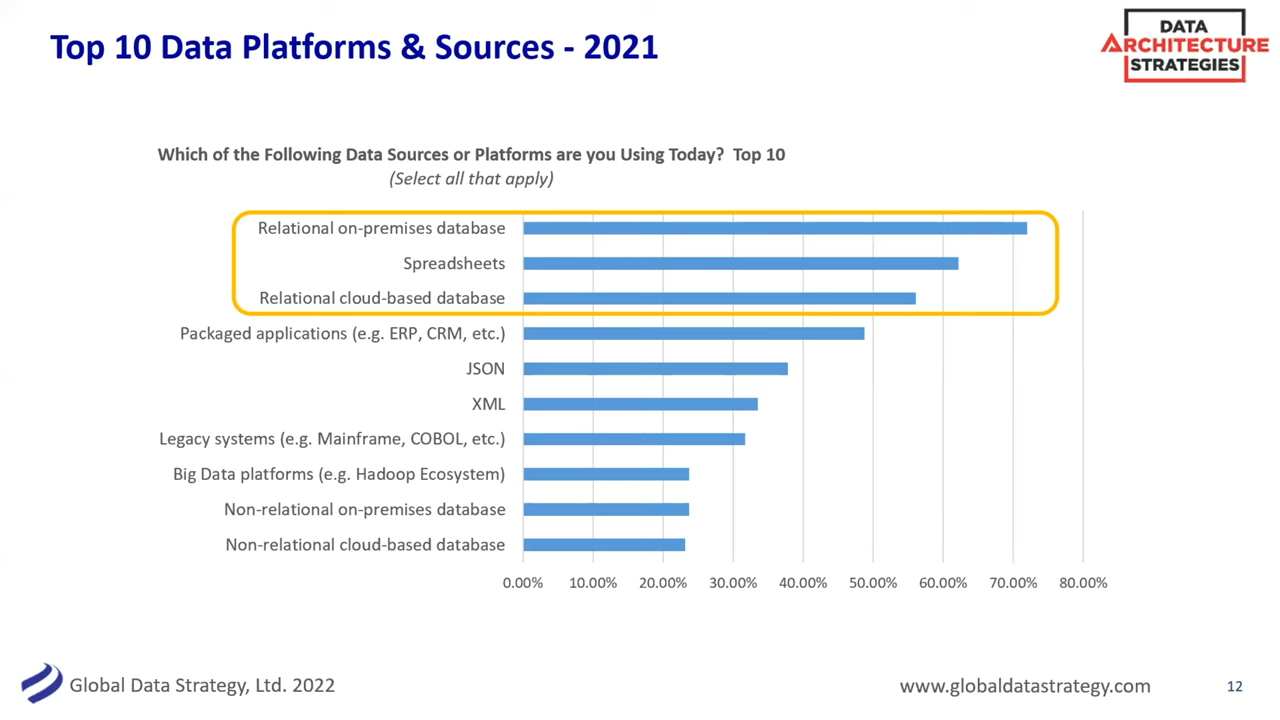 Top 10 Data Platforms & Sources - 2021
DATA
ARCHITECTURE
STRATEGIES
Which of the Following Data Sources or Platforms are you Using Today?  Top 10
(Select all that apply)
Relational on-premises database
Spreadsheets
Relational cloud-based database
Packaged applications (e.g. ERP, CRM, etc.)
JSON
XML
Legacy systems (e.g. Mainframe, COBOL, etc.)
Big Data platforms (e.g. Hadoop Ecosystem)
Non-relational on-premises database
Non-relational cloud-based database
0.00% 10.00% 20.00% 30.00% 40.00% 50.00% 60.00% 70.00% 80.00%
Global Data Strategy, Ltd. 2022
www.globaldatastrategy.com
12